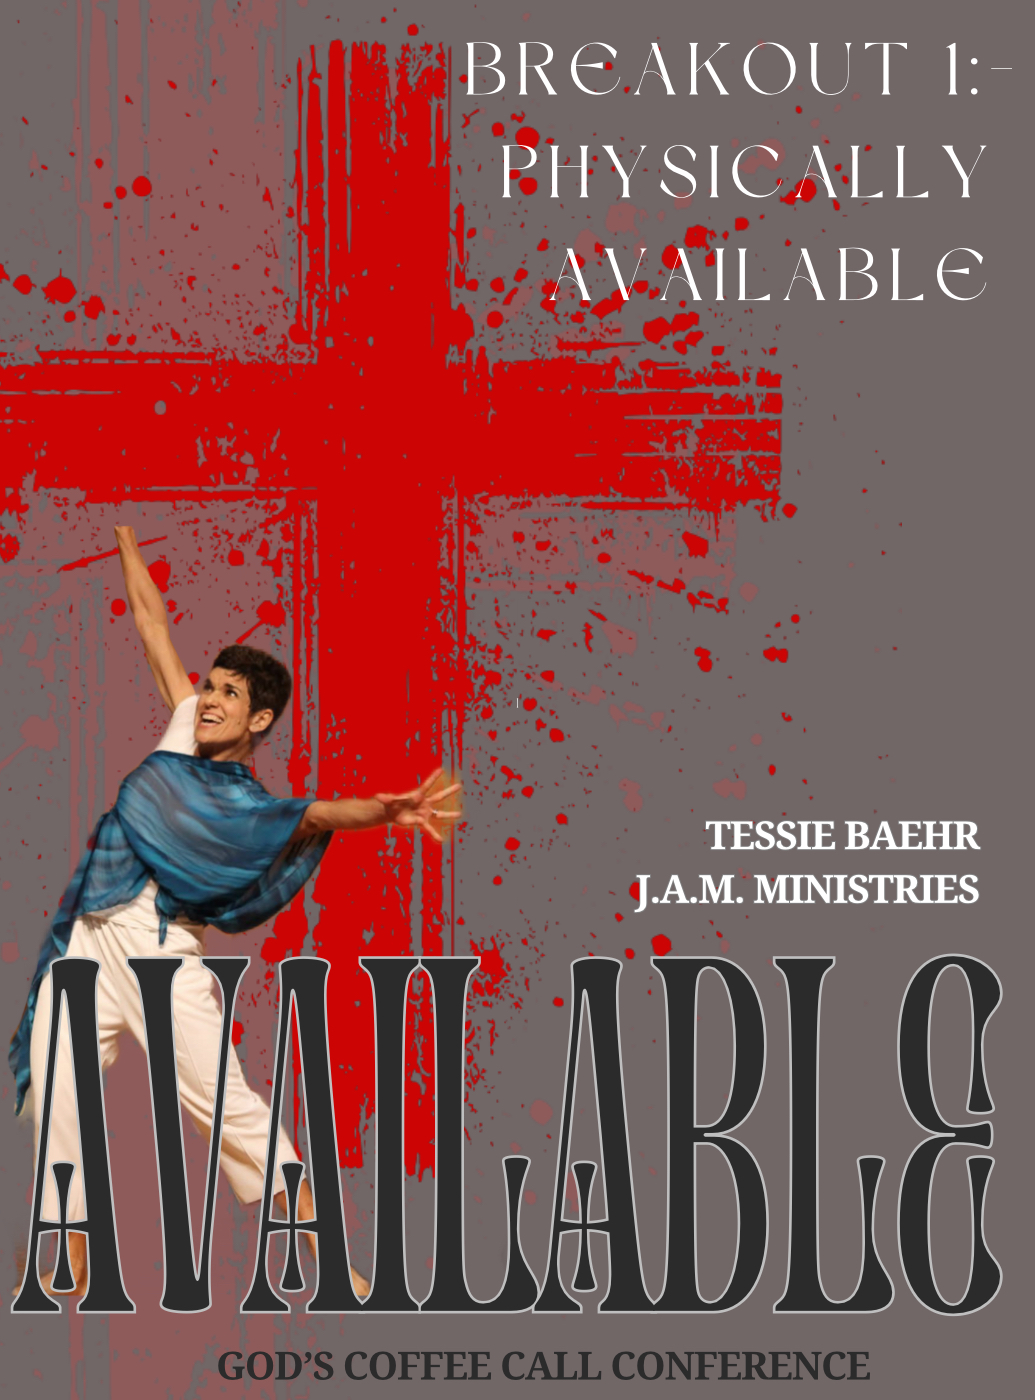 BREAKOUT 1:-
PHYSICALLY
AVAILABLE
TESSIE BAEHR
J.A.M. MINISTRIES
AVAILABLE
GOD'S COFFEE CALL CONFERENCE